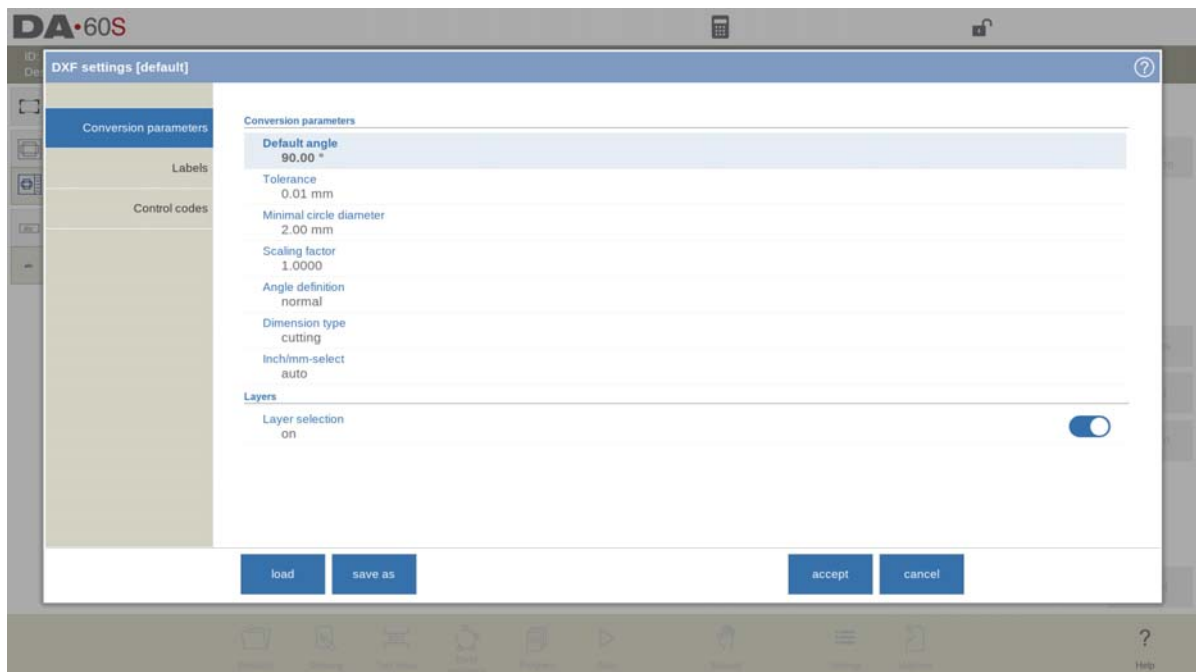 DA•60S
ID:
DXF settings [default]
Conversion parameters
Labels
Control codes
Conversion parameters
Default angle
90.00 °
Tolerance
0.01 mm
Minimal circle diameter
2.00 mm
Scaling factor
1.0000
Angle definition
normal
Dimension type
cutting
Inch/mm-select
auto
Layers
Layer selection
on
load
save as
accept
cancel
Help